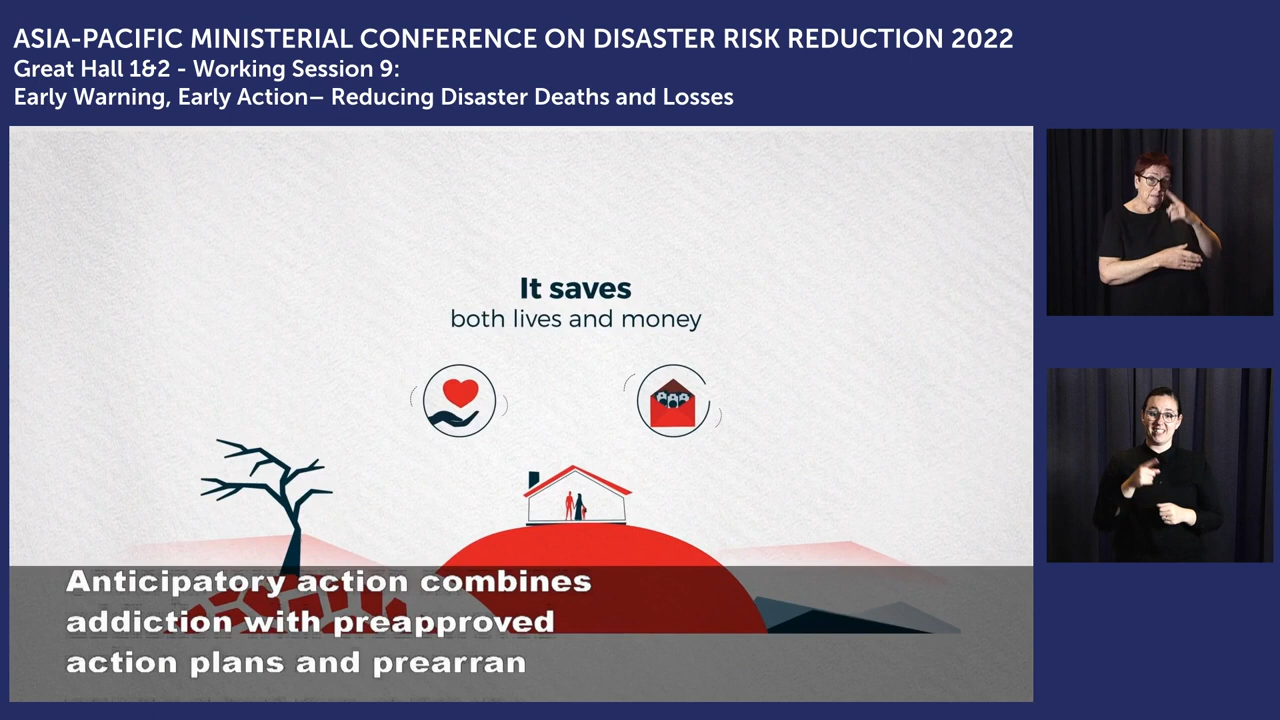 ASIA-PACIFIC MINISTERIAL CONFERENCE ON DISASTER RISK REDUCTION 2022
Great Hall 1&2 - Working Session 9:
Early Warning, Early Action– Reducing Disaster Deaths and Losses
It saves
both lives and money
Anticipatory action combines
addiction with preapproved
action plans and prearran